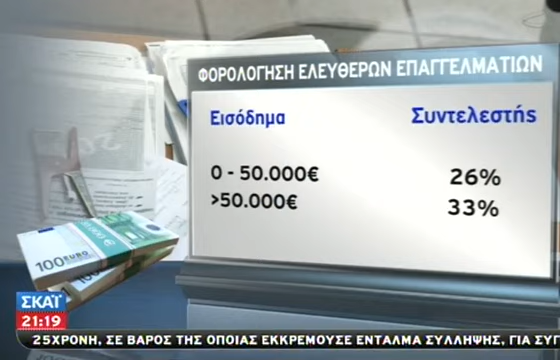 ΦΟΡΟΛΟΓΗΣΗ ΕΛΕΥΘΕΡΩΝ ΕΠΑΓΓΕΛΜΑΤΙΩΝ
Εισόδημα Συντελεστής
0 - 50.000€ 26%
>50.000€ 33%
100 EURO
ΣΚΑΪ
21:19
25ΧΡΟΝΗ, ΣΕ ΒΑΡΟΣ ΤΗΣ ΟΠΟΙΑΣ ΕΚΚΡΕΜΟΥΣΕ ΕΝΤΑΛΜΑ ΣΥΛΛΗΨΗΣ, ΓΙΑ ΣΥΓ